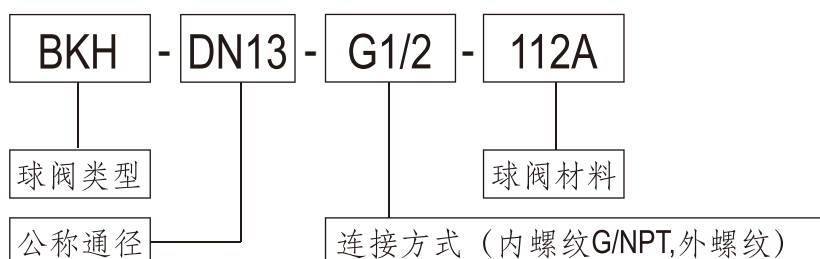 BKH - DN13 - G1/2 - 112A
球阀类型 球阀材料
公称通径 连接方式（内螺纹G/NPT,外螺纹）